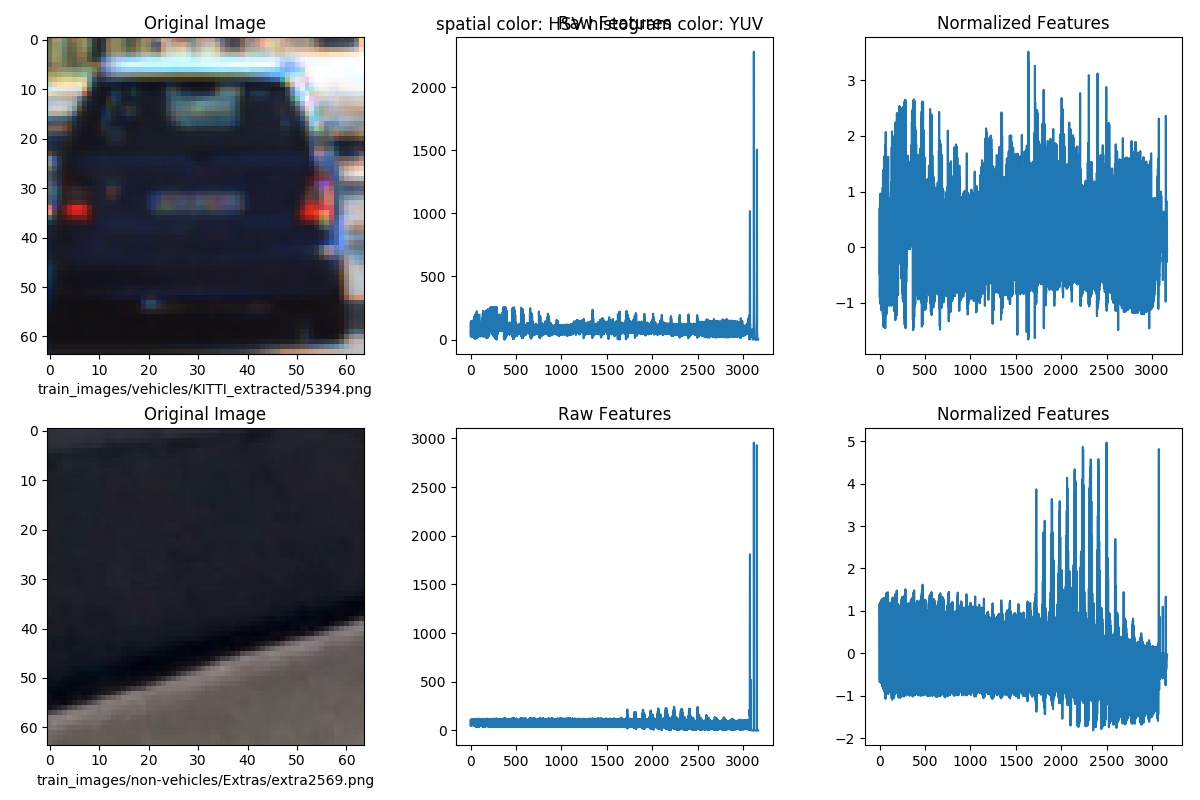 Original Image
spatial color: HSV histogram color: YUV
Raw Features
Normalized Features
0
10
20
30
40
50
60
0 10 20 30 40 50 60
train_images/vehicles/KITTI_extracted/5394.png
2000
1500
1000
500
0
0 500 1000 1500 2000 2500 3000
3
2
1
0
−1
0 500 1000 1500 2000 2500 3000
Original Image
Raw Features
Normalized Features
0
10
20
30
40
50
60
0 10 20 30 40 50 60
train_images/non-vehicles/Extras/extra2569.png
3000
2500
2000
1500
1000
500
0
0 500 1000 1500 2000 2500 3000
5
4
3
2
1
0
−1
−2
0 500 1000 1500 2000 2500 3000